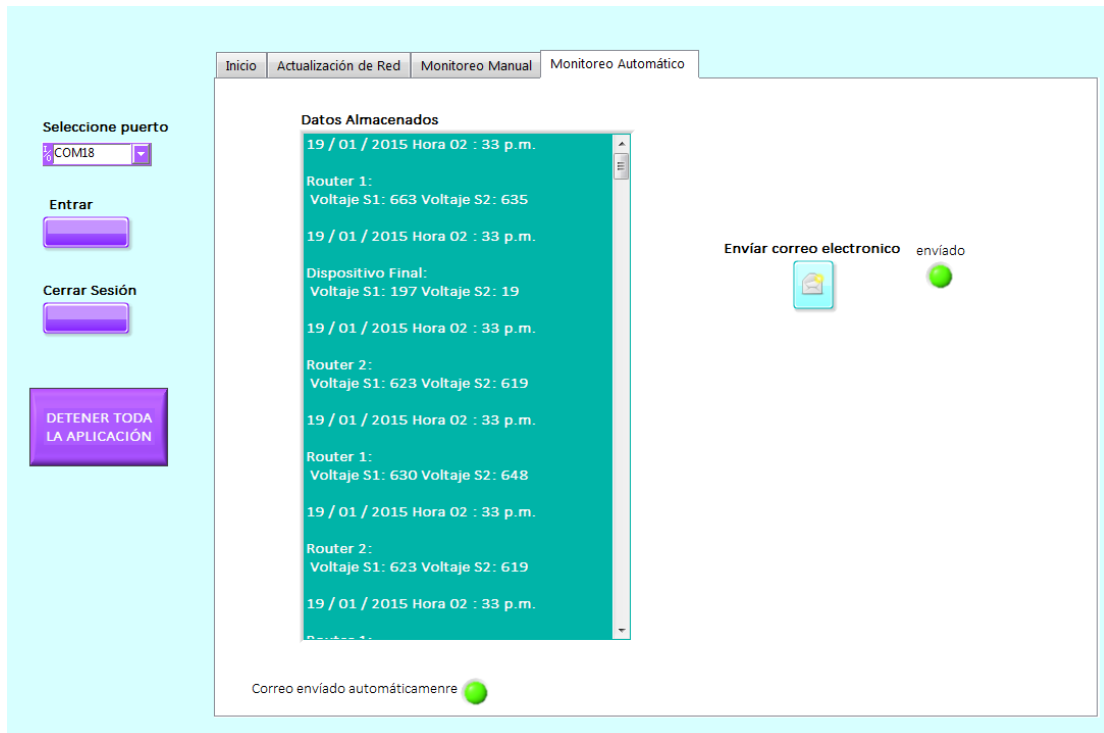 Inicio Actualización de Red Monitoreo Manual Monitoreo Automático
Seleccione puerto
COM18
Entrar
Cerrar Sesión
DETENER TODA
LA APLICACIÓN
Datos Almacenados
19 / 01 / 2015 Hora 02 : 33 p.m.
Router 1:
Voltaje S1: 663 Voltaje S2: 635
19 / 01 / 2015 Hora 02 : 33 p.m.
Dispositivo Final:
Voltaje S1: 197 Voltaje S2: 19
19 / 01 / 2015 Hora 02 : 33 p.m.
Router 2:
Voltaje S1: 623 Voltaje S2: 619
19 / 01 / 2015 Hora 02 : 33 p.m.
Router 1:
Voltaje S1: 630 Voltaje S2: 648
19 / 01 / 2015 Hora 02 : 33 p.m.
Router 2:
Voltaje S1: 623 Voltaje S2: 619
19 / 01 / 2015 Hora 02 : 33 p.m.
Envíar correo electronico envíado
Correo envíado automáticamenre